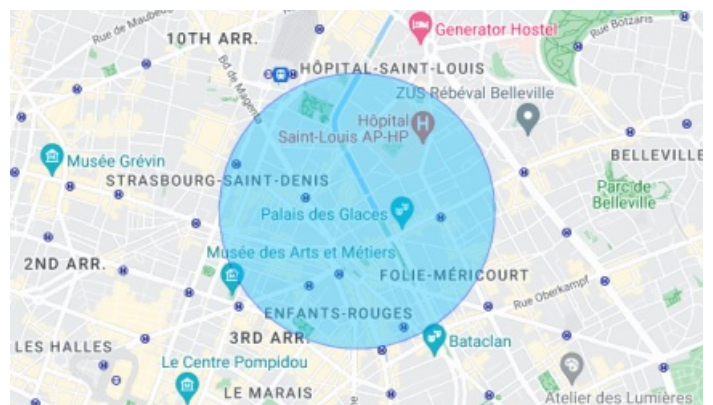 Rue de Maubeuge
10TH ARR.
Bd de Magenta
Generator Hostel
Rue Botzaris
HÔPITAL-SAINT-LOUIS
ZUS Rébéval Belleville
Hôpital
Saint-Louis AP-HP
Musée Grévin
BELLEVILLE
STRASBOURG-SAINT-DENIS
Parc de
Belleville
Palais des Glaces
Musée des Arts et Métiers
2ND ARR.
FOLIE-MÉRICOURT
Rue Oberkampf
ENFANTS-ROUGES
3RD ARR.
Bataclan
LES HALLES
Le Centre Pompidou
LE MARAIS
Atelier des Lumières